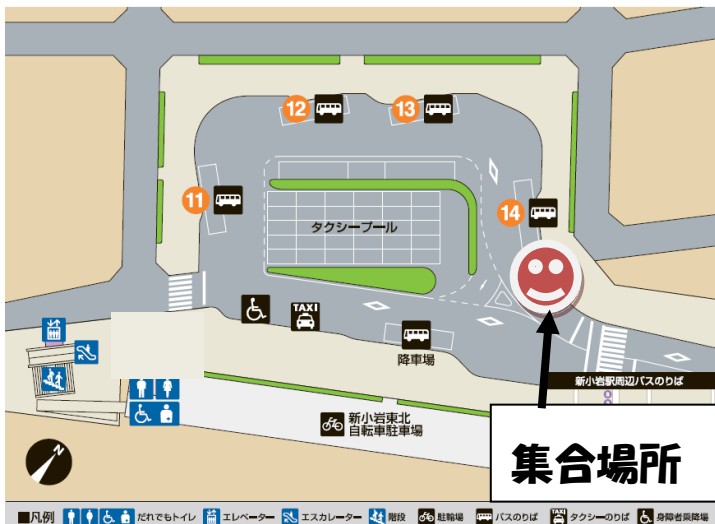 12
13
11
14
タクシープール
TAXI
降車場
新小岩駅周辺バスのりば
新小岩東北
自転車駐車場
集合場所
N
■凡例 だれでもトイレ エレベーター エスカレーター 階段 駐輪場 バスのりば TAXI タクシーのりば 身障者乗降場